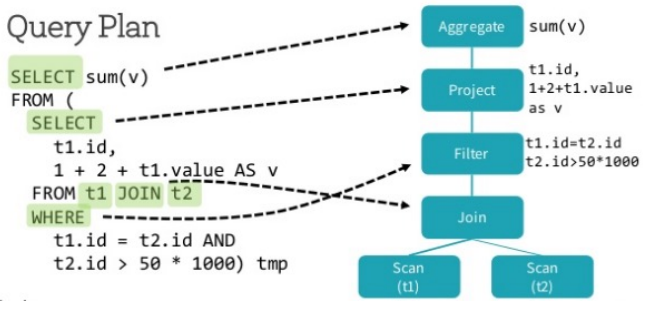 Query Plan
SELECT sum(v)
FROM (
SELECT
t1.id,
1 + 2 + t1.value AS v
FROM t1 JOIN t2
WHERE
t1.id = t2.id AND
t2.id > 50 * 1000) tmp
Aggregate
sum(v)
Project
t1.id,
1+2+t1.value
as v
Filter
t1.id=t2.id
t2.id>50*1000
Join
Scan
(t1)
Scan
(t2)